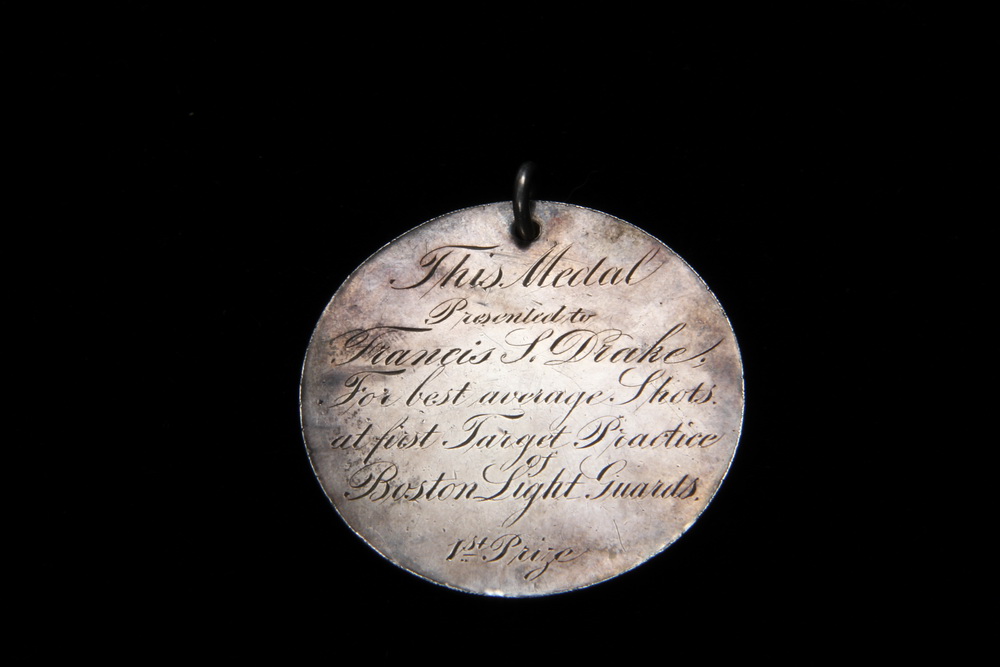 This Medal
Presented to
Francis S. Drake,
For best average Shots.
at first Target Practice
of
Boston Light Guards.
1st Prize